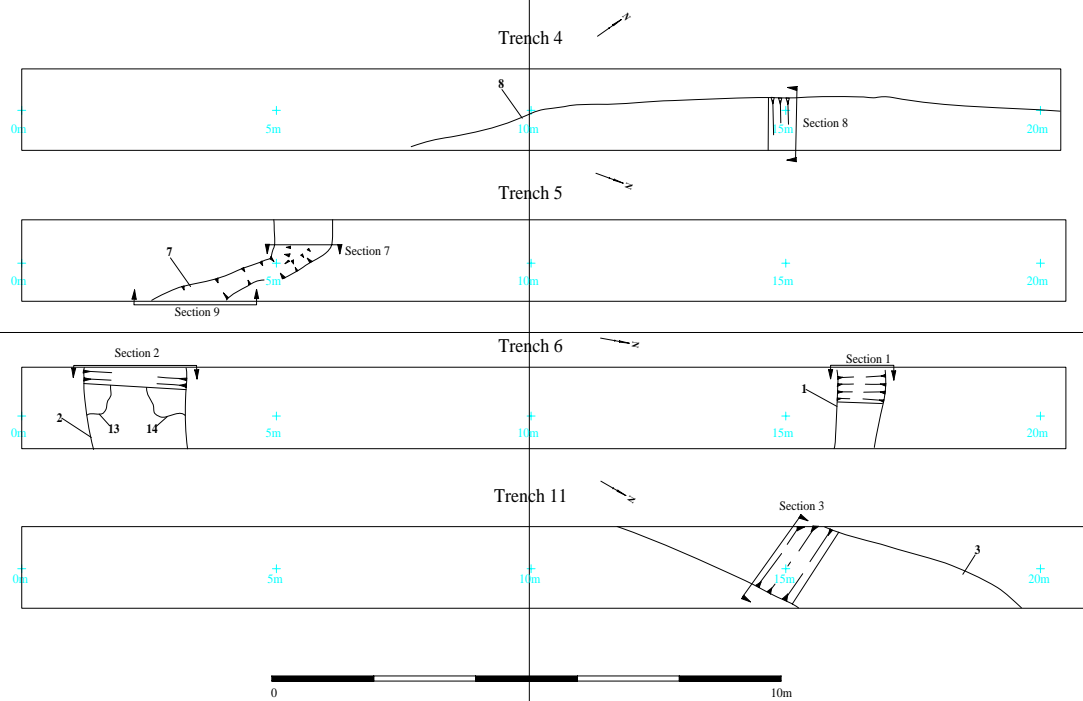 N
Trench 4
8
0m 5m 10m 15m 20m
Section 8
N
Trench 5
7
Section 7
0m 5m 10m 15m 20m
Section 9
N
Trench 6
Section 2
Section 1
1
2
13 14
0m 5m 10m 15m 20m
N
Trench 11
Section 3
3
0m 5m 10m 15m 20m
0 10m